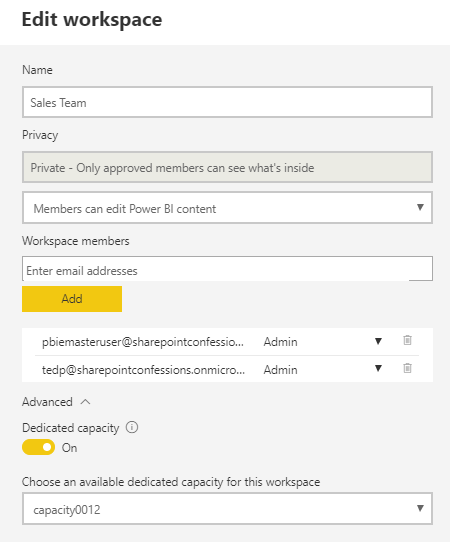 Edit workspace
Name
Sales Team
Privacy
Private - Only approved members can see what's inside
Members can edit Power BI content
Workspace members
Enter email addresses
Add
pbiemasteruser@sharepointconfessio... Admin
tedp@sharepointconfessions.onmicro... Admin
Advanced
Dedicated capacity
On
Choose an available dedicated capacity for this workspace
capacity0012